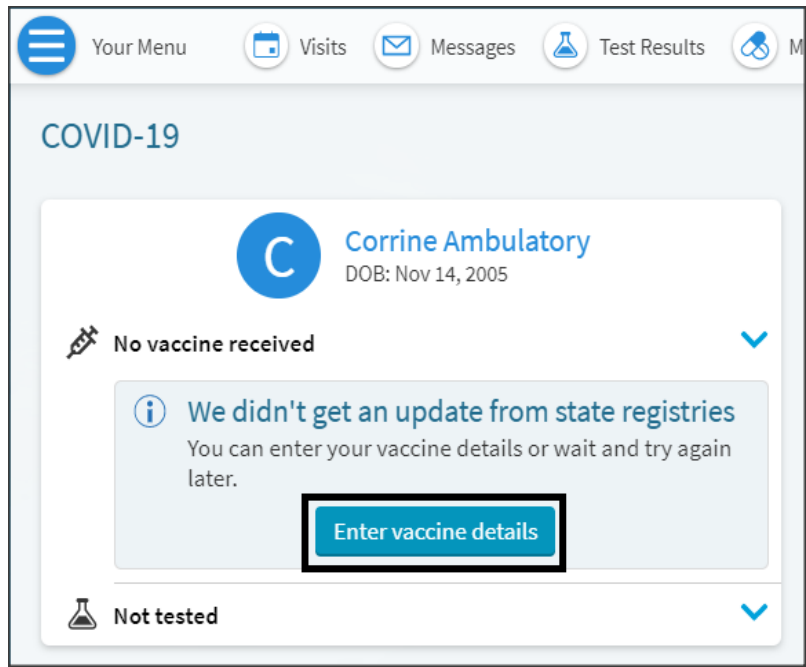 Your Menu Visits Messages Test Results M
COVID-19
C
Corrine Ambulatory
DOB: Nov 14, 2005
No vaccine received
We didn't get an update from state registries
You can enter your vaccine details or wait and try again
later.
Enter vaccine details
Not tested